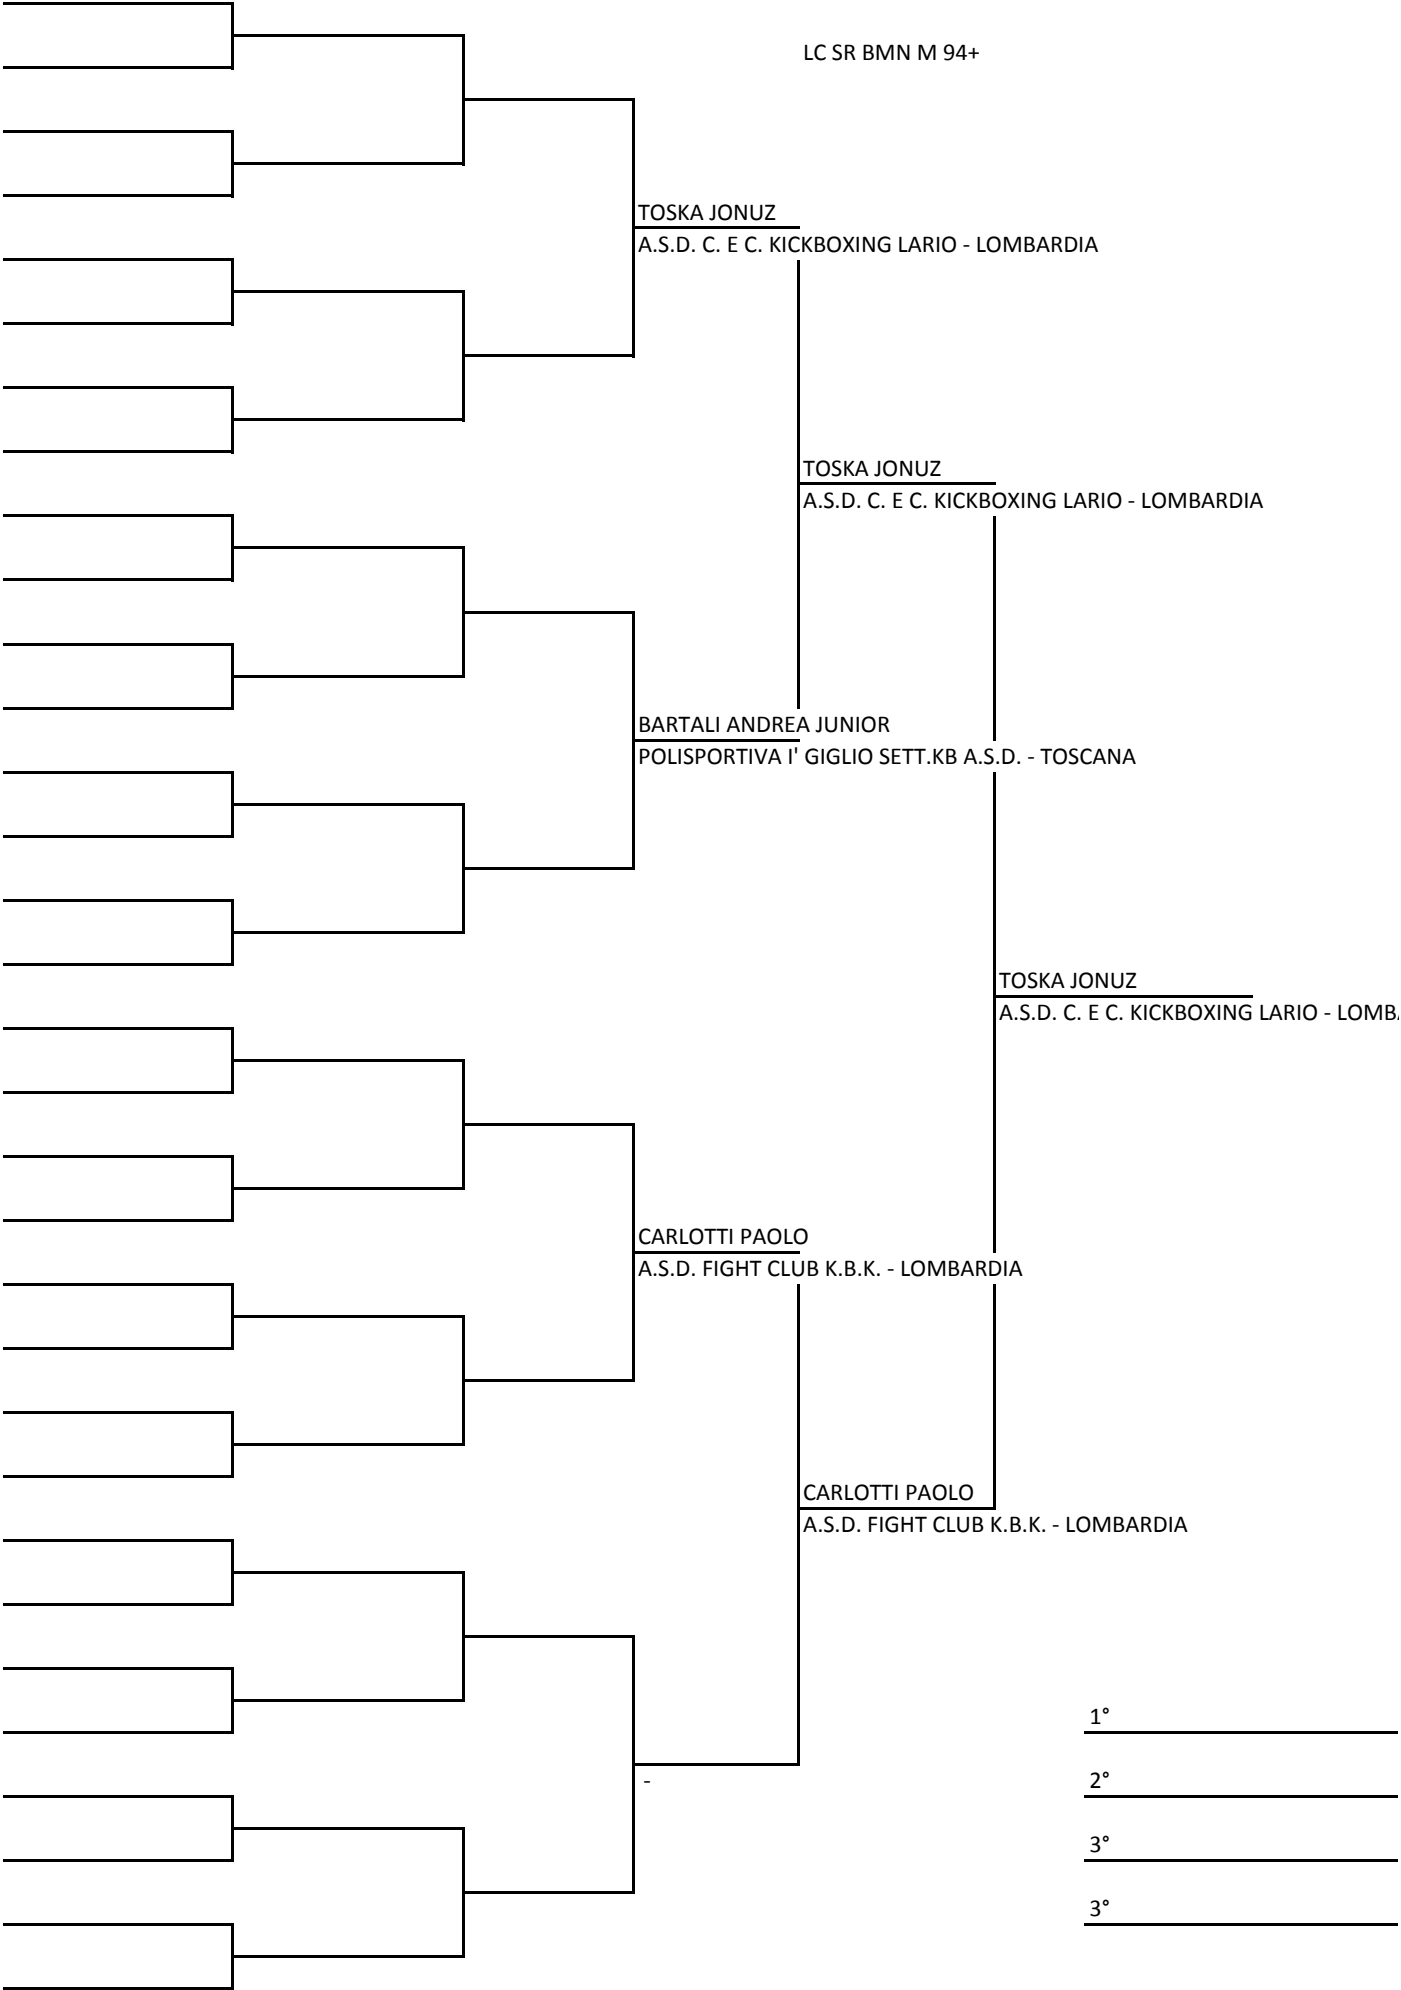 LC SR BMN M 94+
TOSKA JONUZ
A.S.D. C. E C. KICKBOXING LARIO - LOMBARDIA
TOSKA JONUZ
A.S.D. C. E C. KICKBOXING LARIO - LOMBARDIA
BARTALI ANDREA JUNIOR
POLISPORTIVA I' GIGLIO SETT.KB A.S.D. - TOSCANA
TOSKA JONUZ
A.S.D. C. E C. KICKBOXING LARIO - LOMB
CARLOTTI PAOLO
A.S.D. FIGHT CLUB K.B.K. - LOMBARDIA
CARLOTTI PAOLO
A.S.D. FIGHT CLUB K.B.K. - LOMBARDIA
1°
-
2°
3°
3°